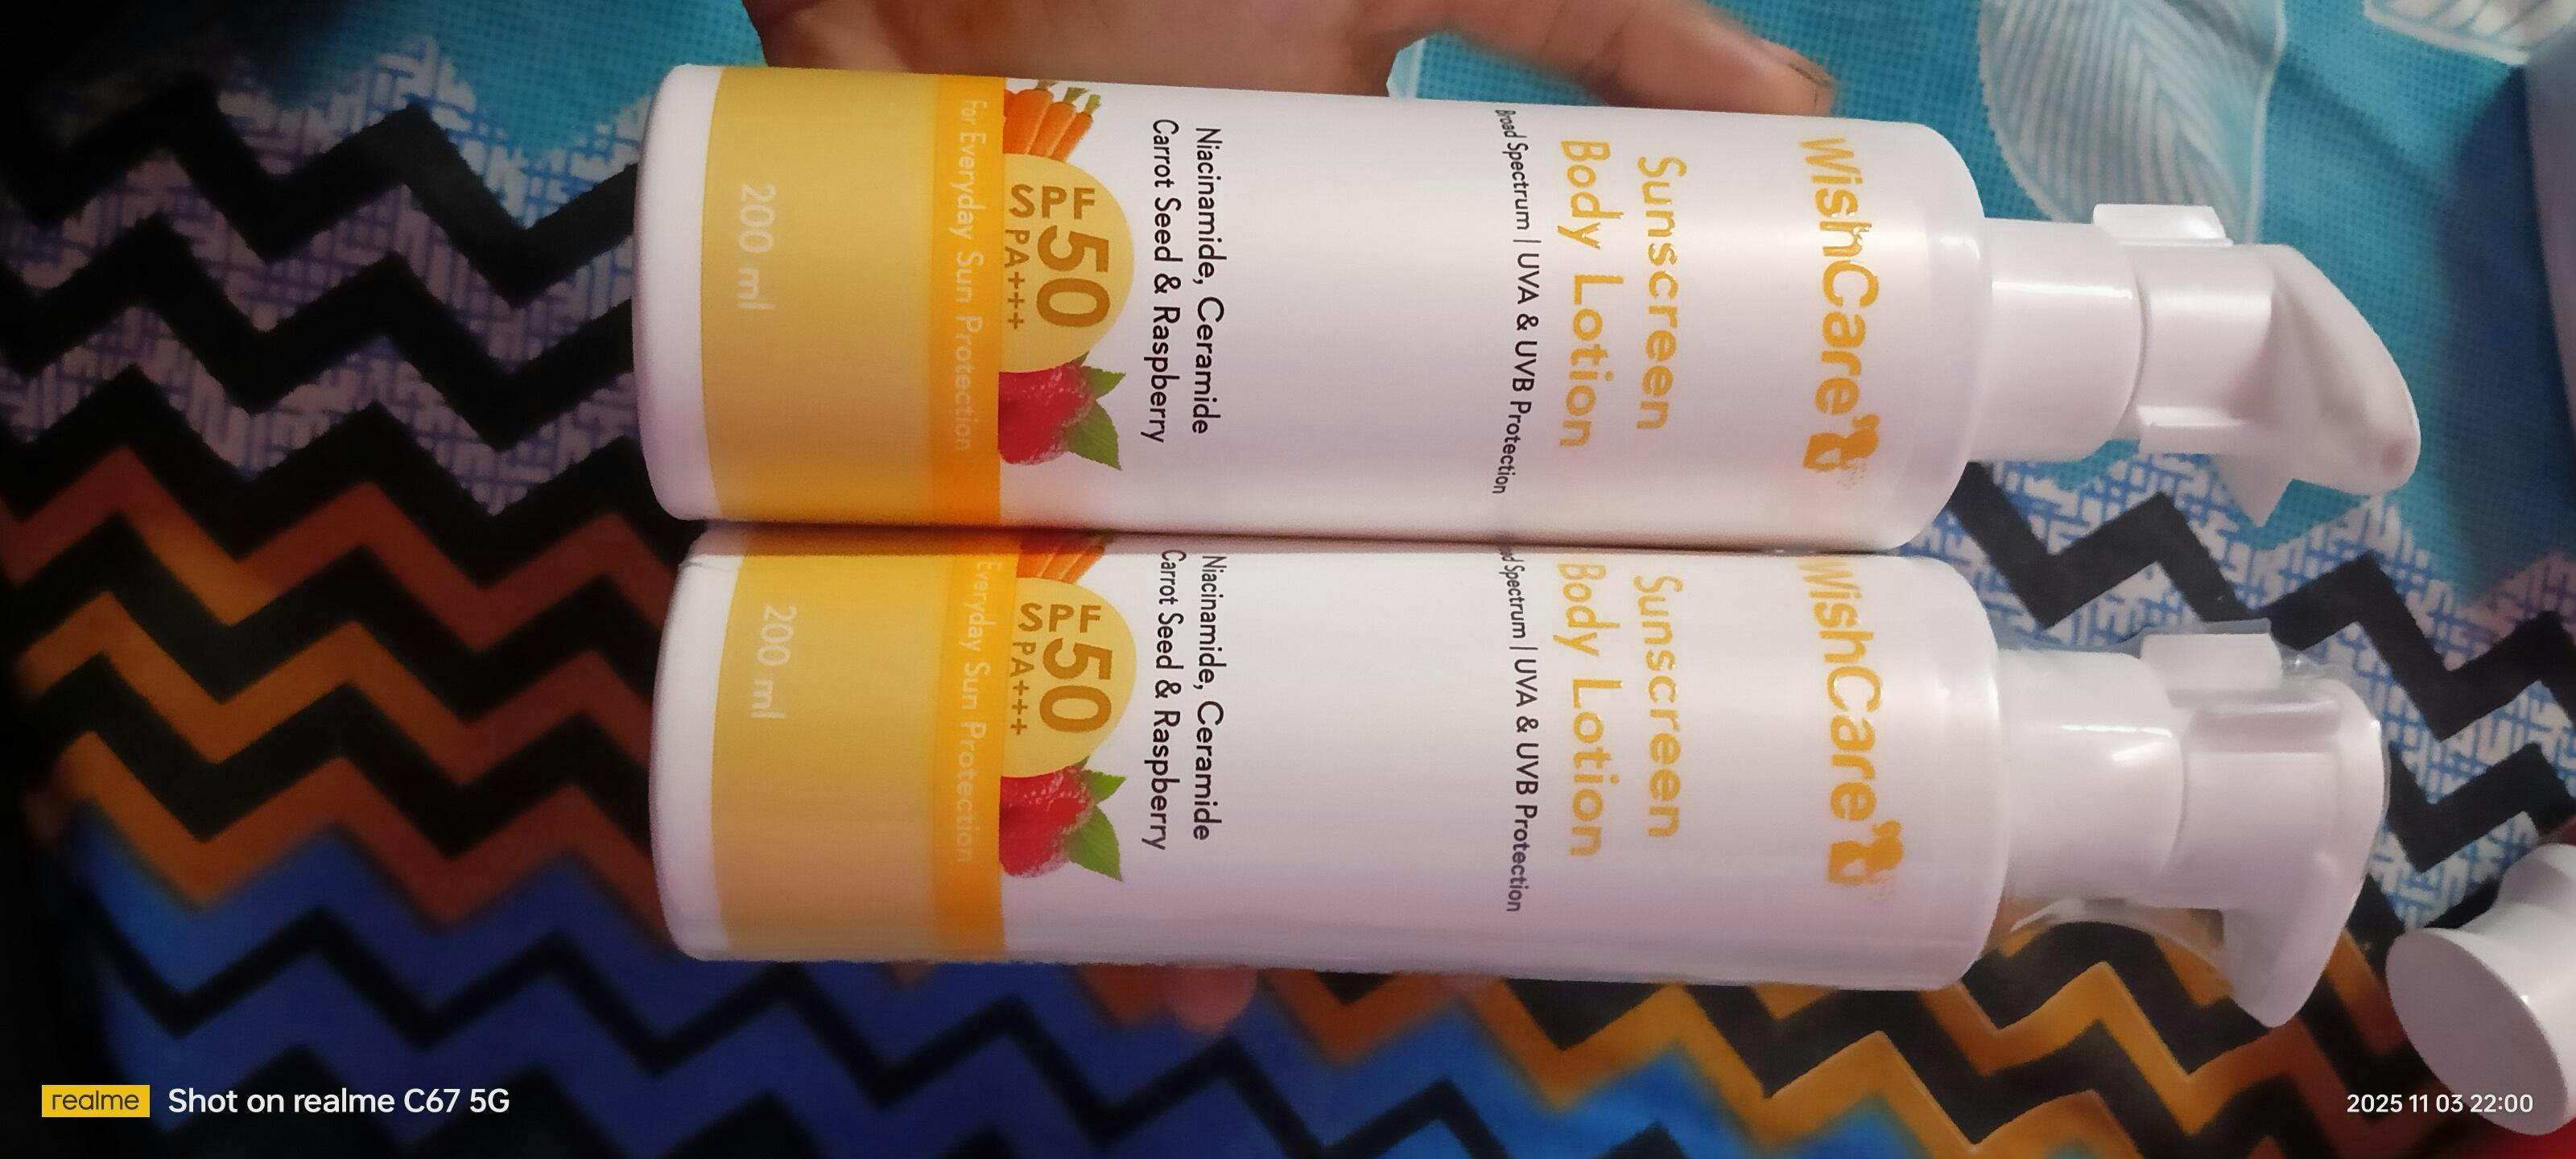 WishCare
Sunscreen
Body Lotion
Broad Spectrum | UVA & UVB Protection
Niacinamide, Ceramide
Carrot Seed & Raspberry
SPF 50
PA+++
For Everyday Sun Protection
200 ml
WishCare
Sunscreen
Body Lotion
Spectrum | UVA & UVB Protection
Niacinamide, Ceramide
Carrot Seed & Raspberry
SPF 50
PA+++
Everyday Sun Protection
200 ml
realme Shot on realme C67 5G
2025 11 03 22:00